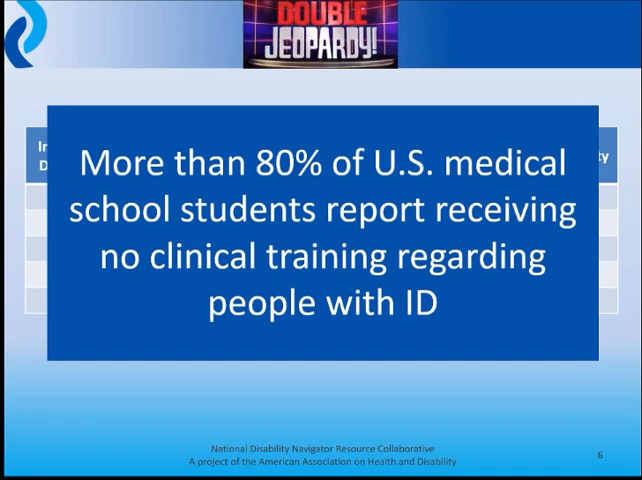 DOUBLE
JEOPARDY!
More than 80% of U.S. medical
school students report receiving
no clinical training regarding
people with ID
National Disability Navigator Resource Collaborative
A project of the American Association on Health and Disability
6